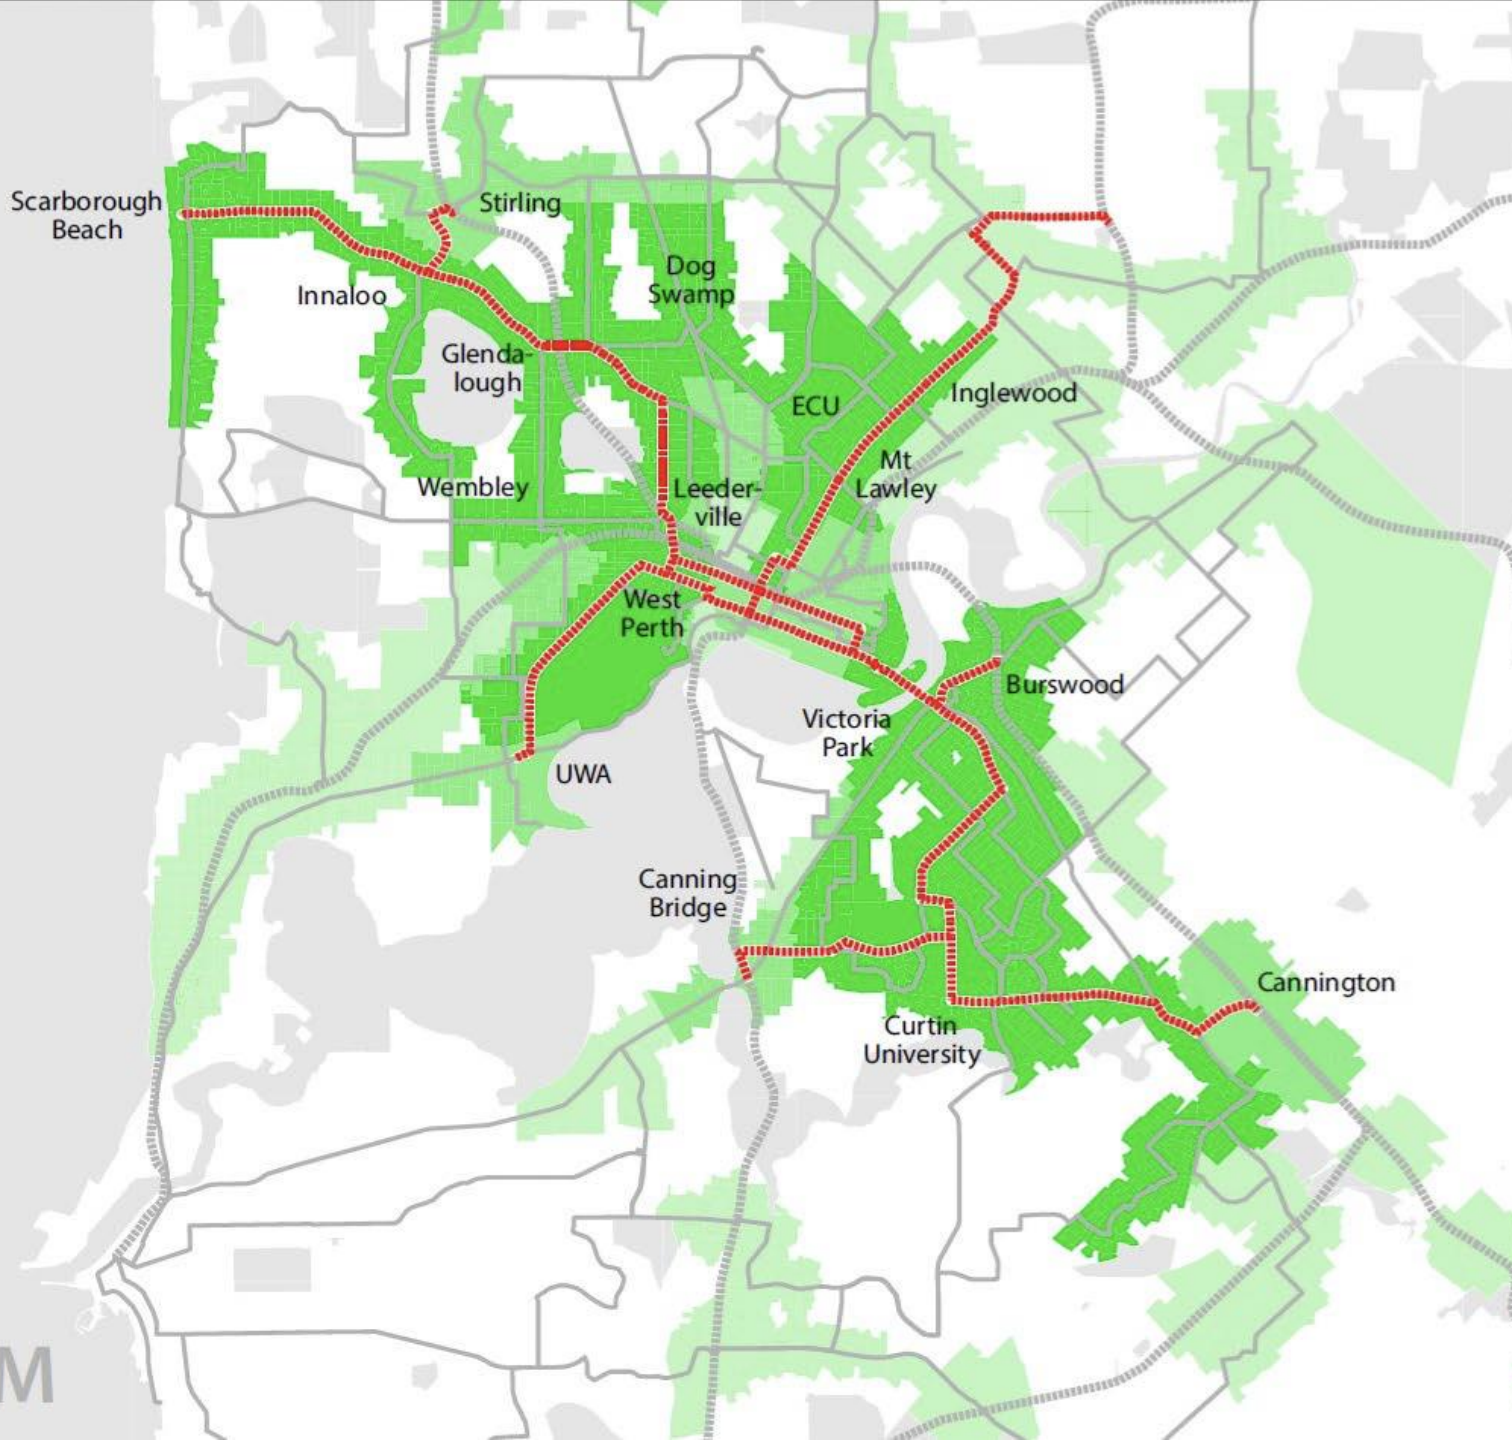 Scarborough
Beach
Stirling
Innaloo
Dog
Swamp
Glenda-
lough
ECU
Inglewood
Mt
Lawley
Wembley
Leeder-
ville
West
Perth
Burswood
Victoria
Park
UWA
Canning
Bridge
Cannington
Curtin
University
M